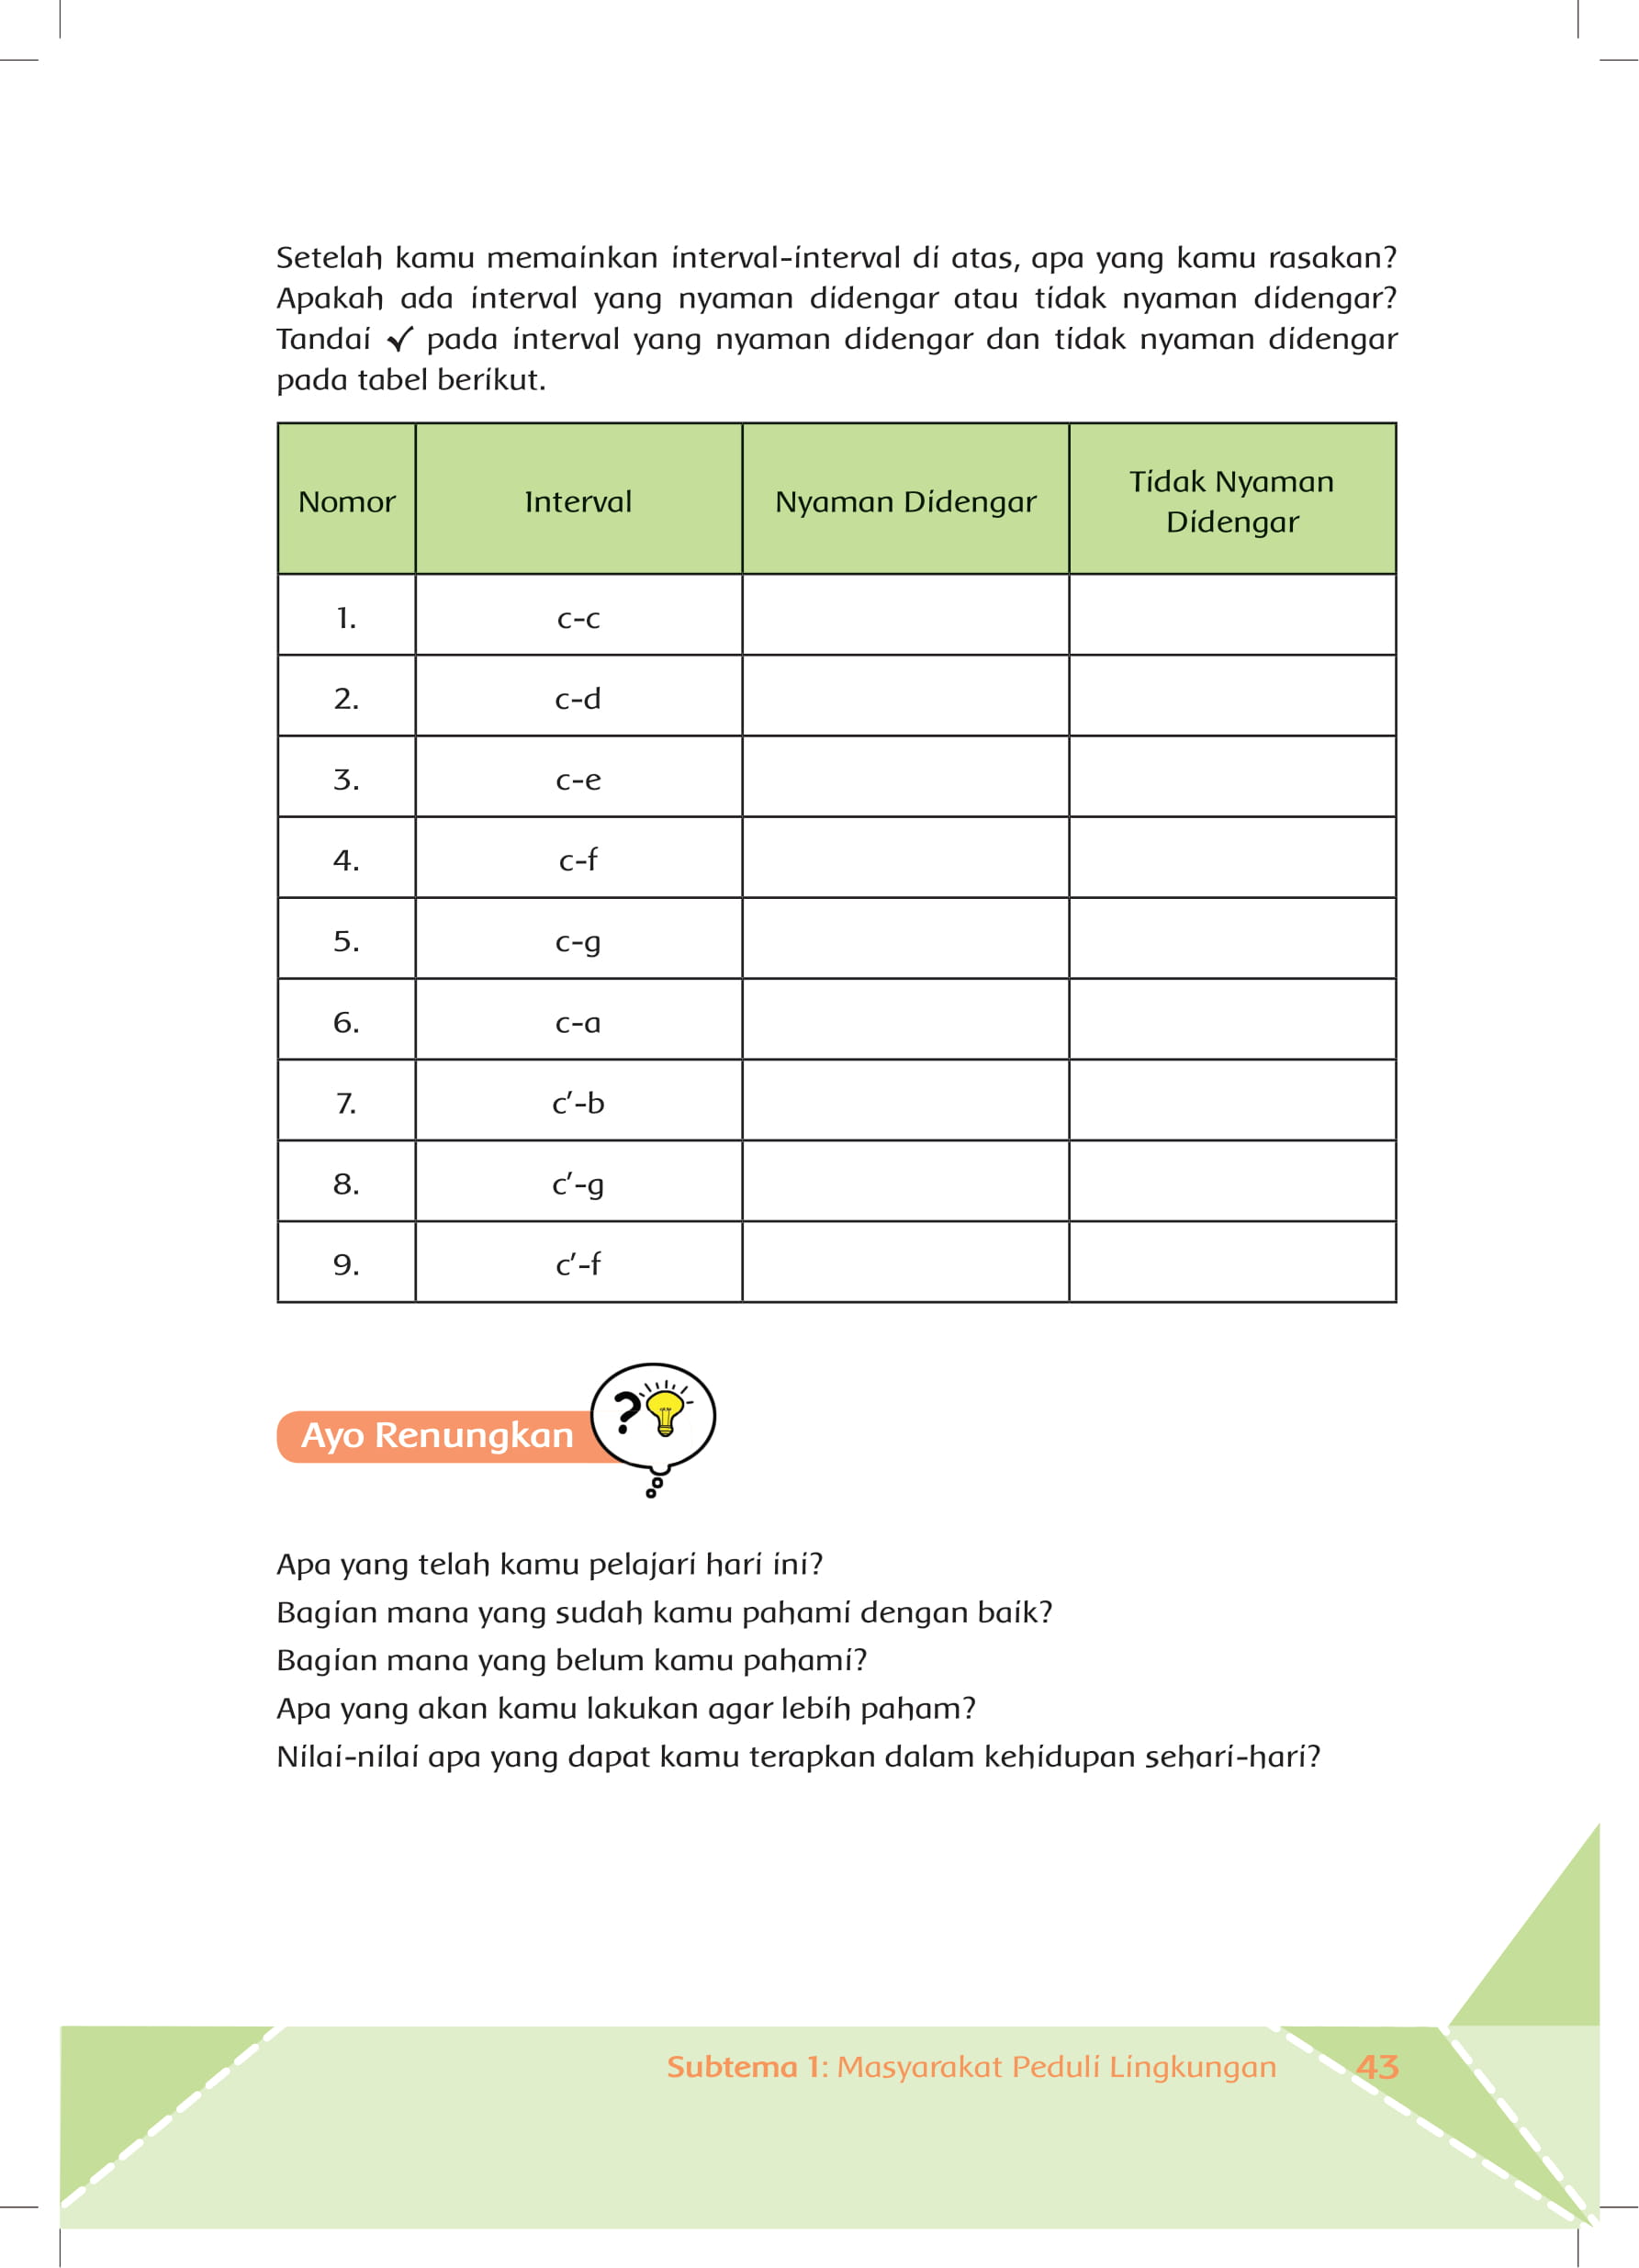 Setelah kamu memainkan interval-interval di atas, apa yang kamu rasakan?
Apakah ada interval yang nyaman didengar atau tidak nyaman didengar?
Tandai ✓ pada interval yang nyaman didengar dan tidak nyaman didengar
pada tabel berikut.
Nomor Interval Nyaman Didengar Tidak Nyaman Didengar
1. c-c
2. c-d
3. c-e
4. c-f
5. c-g
6. c-a
7. c′-b
8. c′-g
9. c′-f
Ayo Renungkan
?
Apa yang telah kamu pelajari hari ini?
Bagian mana yang sudah kamu pahami dengan baik?
Bagian mana yang belum kamu pahami?
Apa yang akan kamu lakukan agar lebih paham?
Nilai-nilai apa yang dapat kamu terapkan dalam kehidupan sehari-hari?
Subtema 1: Masyarakat Peduli Lingkungan 43